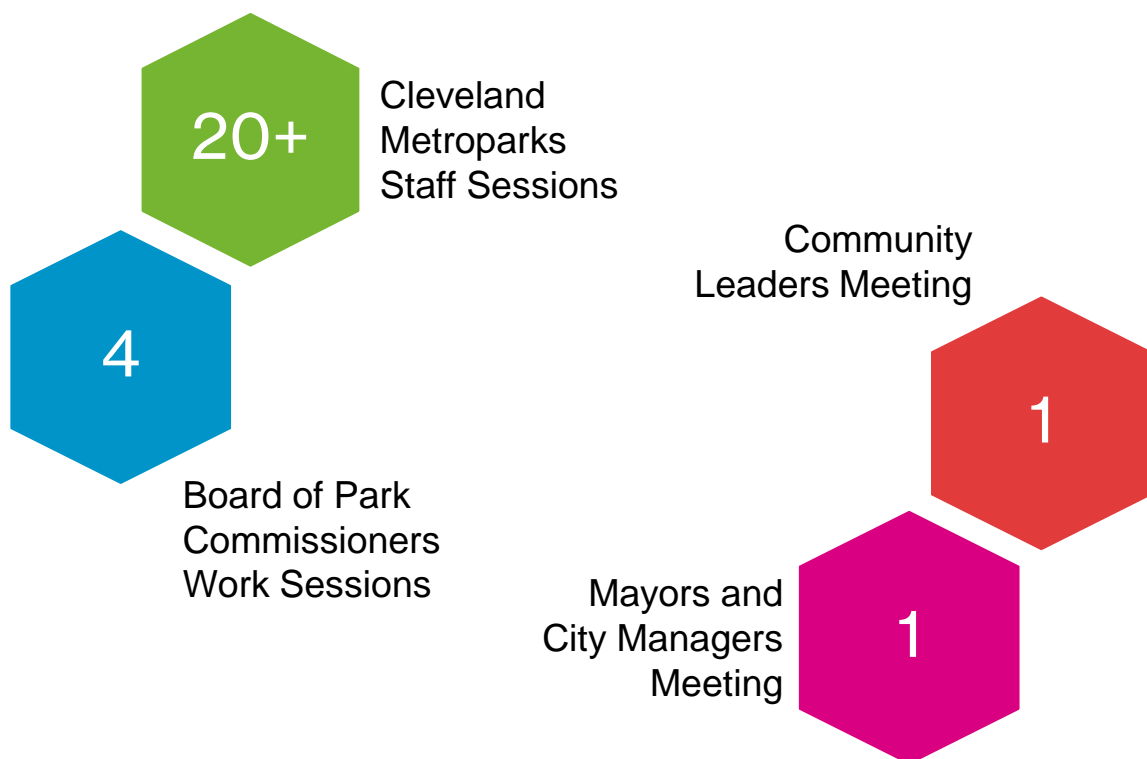 20+
Cleveland
Metroparks
Staff Sessions
4
Board of Park
Commissioners
Work Sessions
Community
Leaders Meeting
1
Mayors and
City Managers
Meeting
1